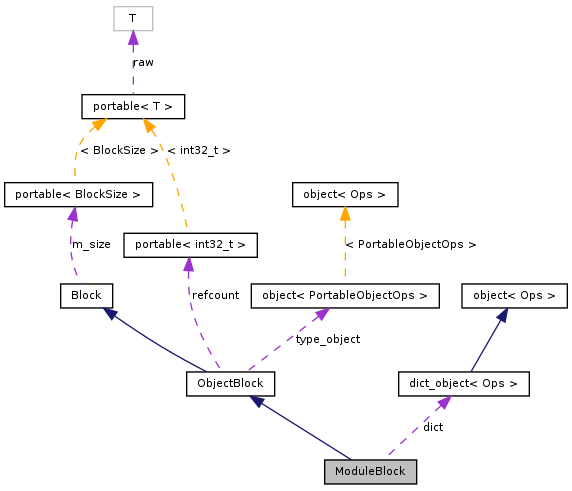 T
raw
portable< T >
< BlockSize >
< int32_t >
portable< BlockSize >
object< Ops >
m_size
portable< int32_t >
< PortableObjectOps >
Block
refcount
object< PortableObjectOps >
object< Ops >
type_object
ObjectBlock
dict_object< Ops >
dict
ModuleBlock